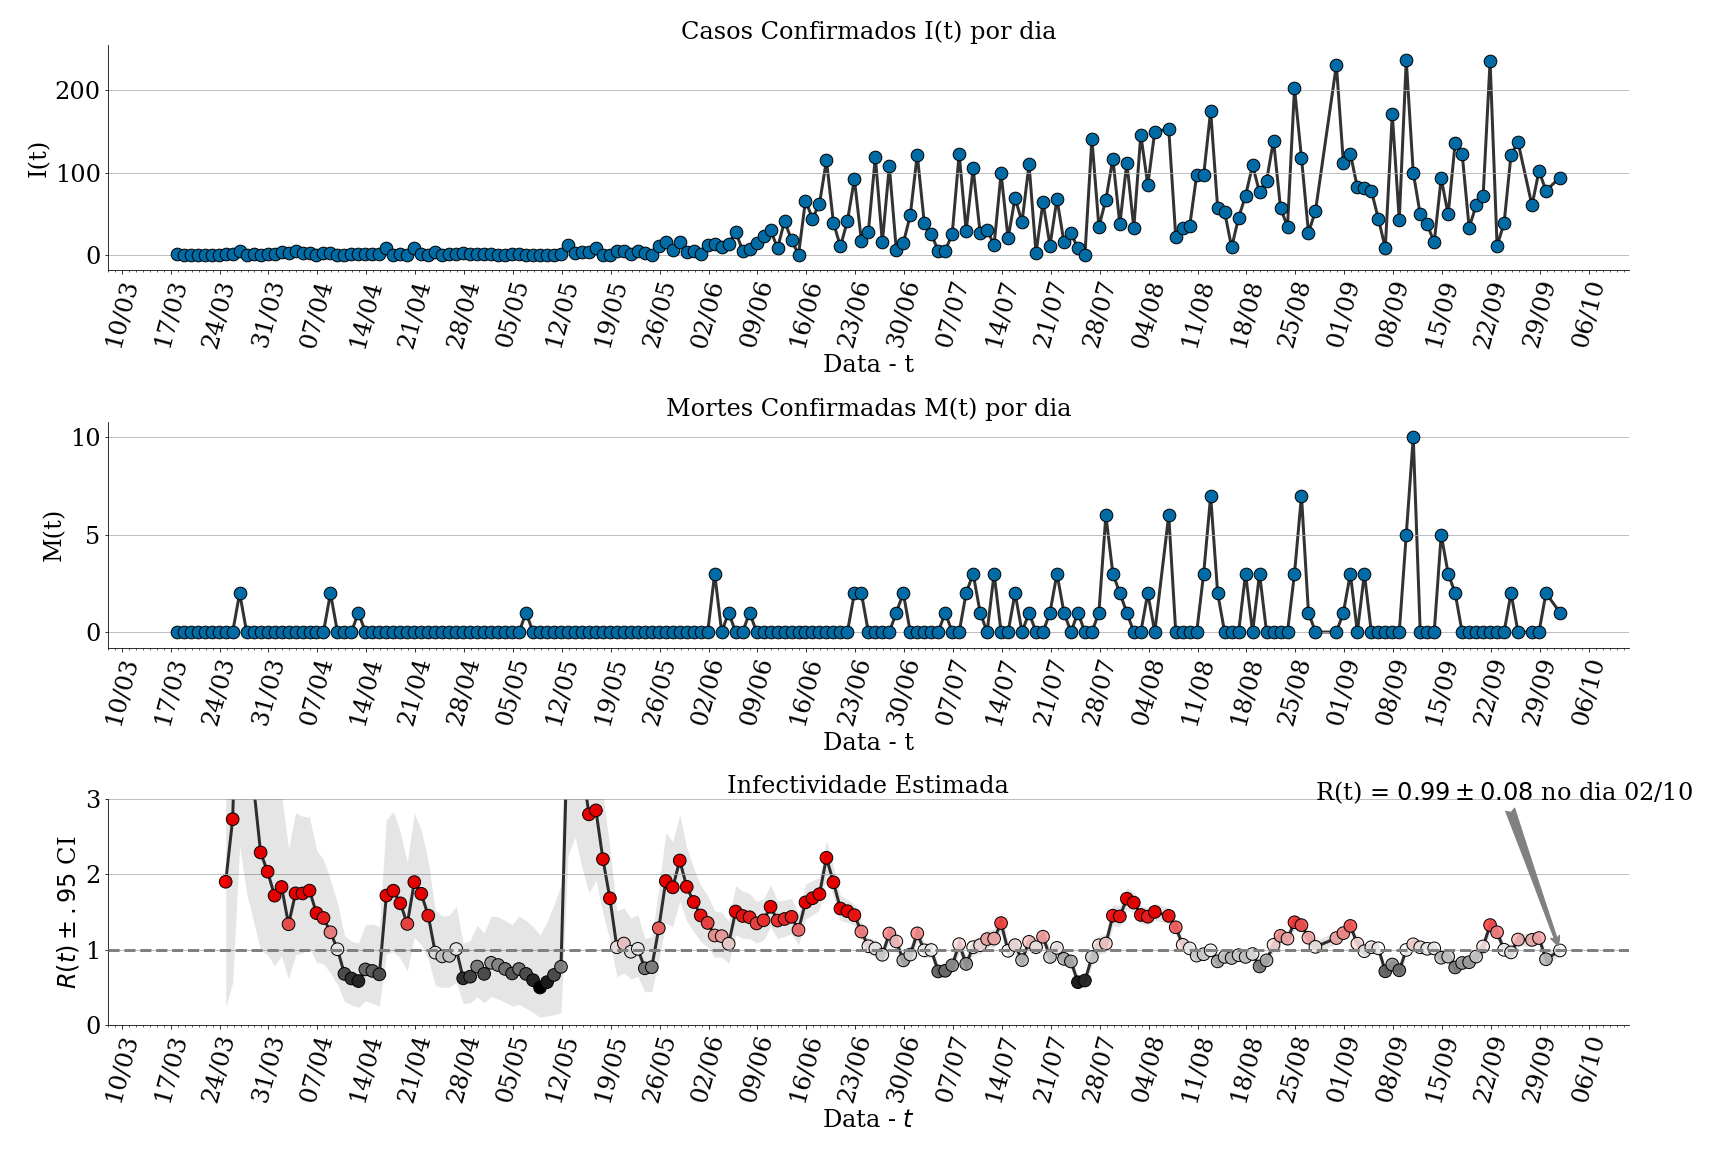 Casos Confirmados I(t) por dia
I(t)
200
100
0
10/03 17/03 24/03 31/03 07/04 14/04 21/04 28/04 05/05 12/05 19/05 26/05 02/06 09/06 16/06 23/06 30/06 07/07 14/07 21/07 28/07 04/08 11/08 18/08 25/08 01/09 08/09 15/09 22/09 29/09 06/10
Data - t
Mortes Confirmadas M(t) por dia
M(t)
10
5
0
10/03 17/03 24/03 31/03 07/04 14/04 21/04 28/04 05/05 12/05 19/05 26/05 02/06 09/06 16/06 23/06 30/06 07/07 14/07 21/07 28/07 04/08 11/08 18/08 25/08 01/09 08/09 15/09 22/09 29/09 06/10
Data - t
Infectividade Estimada
R(t) = 0.99 ± 0.08 no dia 02/10
R(t) ± .95 CI
3
2
1
0
10/03 17/03 24/03 31/03 07/04 14/04 21/04 28/04 05/05 12/05 19/05 26/05 02/06 09/06 16/06 23/06 30/06 07/07 14/07 21/07 28/07 04/08 11/08 18/08 25/08 01/09 08/09 15/09 22/09 29/09 06/10
Data - t